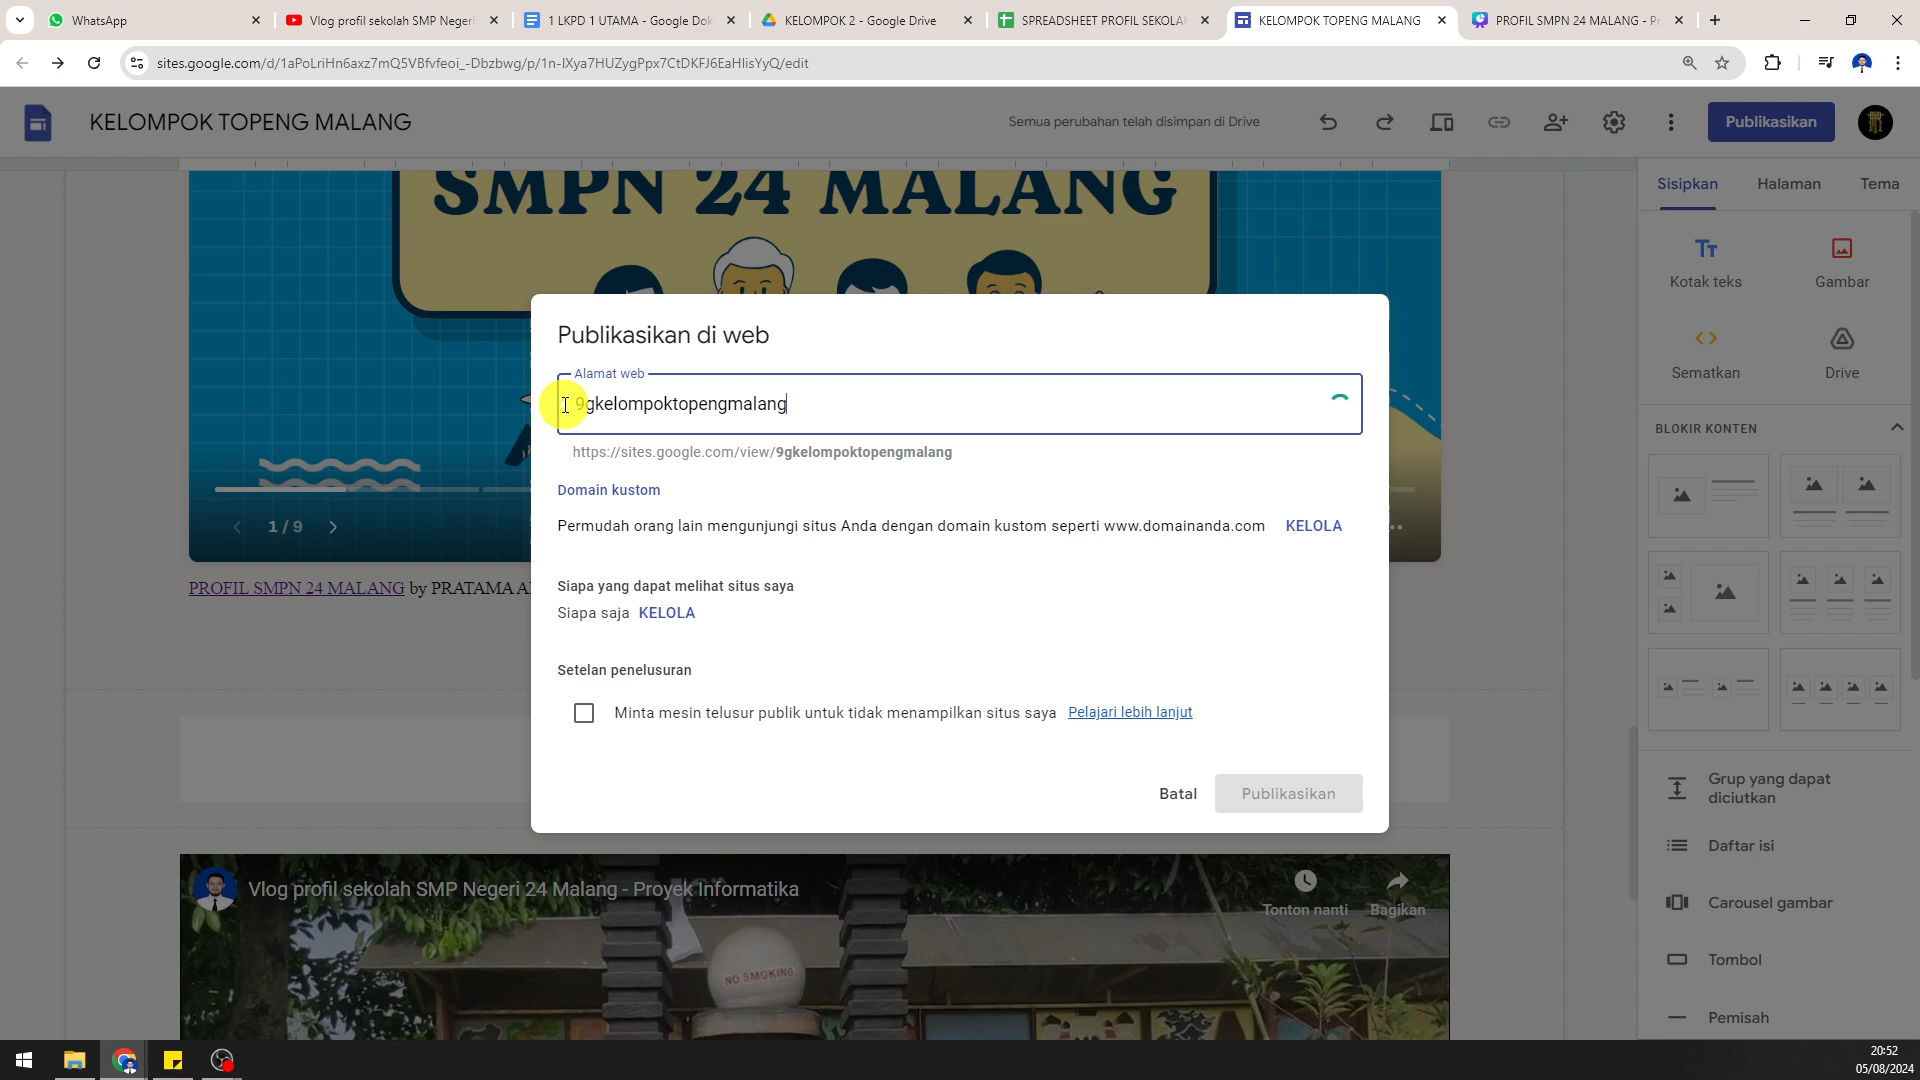 WhatsApp
Vlog profil sekolah SMP Negeri
1 LKPD 1 UTAMA - Google Dok
KELOMPOK 2 - Google Drive
SPREADSHEET PROFIL SEKOLAH
KELOMPOK TOPENG MALANG
PROFIL SMPN 24 MALANG - Pr
sites.google.com/d/1aPoLriHn6axz7mQ5VBfvfeoi_-Dbzbwg/p/1n-lXya7HUZygPpx7CtDKFJ6EaHlisYyQ/edit
KELOMPOK TOPENG MALANG
Semua perubahan telah disimpan di Drive
Publikasikan
Sisipkan
Halaman
Tema
SMPN 24 MALANG
Kotak teks
Gambar
Sematkan
Drive
BLOKIR KONTEN
Publikasikan di web
Alamat web
9gkelompoktopengmalang
https://sites.google.com/view/9gkelompoktopengmalang
Domain kustom
Permudah orang lain mengunjungi situs Anda dengan domain kustom seperti www.domainanda.com KELOLA
Siapa yang dapat melihat situs saya
Siapa saja KELOLA
Setelan penelusuran
Minta mesin telusur publik untuk tidak menampilkan situs saya Pelajari lebih lanjut
Batal
Publikasikan
1 / 9
PROFIL SMPN 24 MALANG by PRATAMA A
Grup yang dapat
diciutkan
Daftar isi
Carousel gambar
Tombol
Pemisah
Vlog profil sekolah SMP Negeri 24 Malang - Proyek Informatika
Tonton nanti
Bagikan
NO SMOKING
20:52
05/08/2024